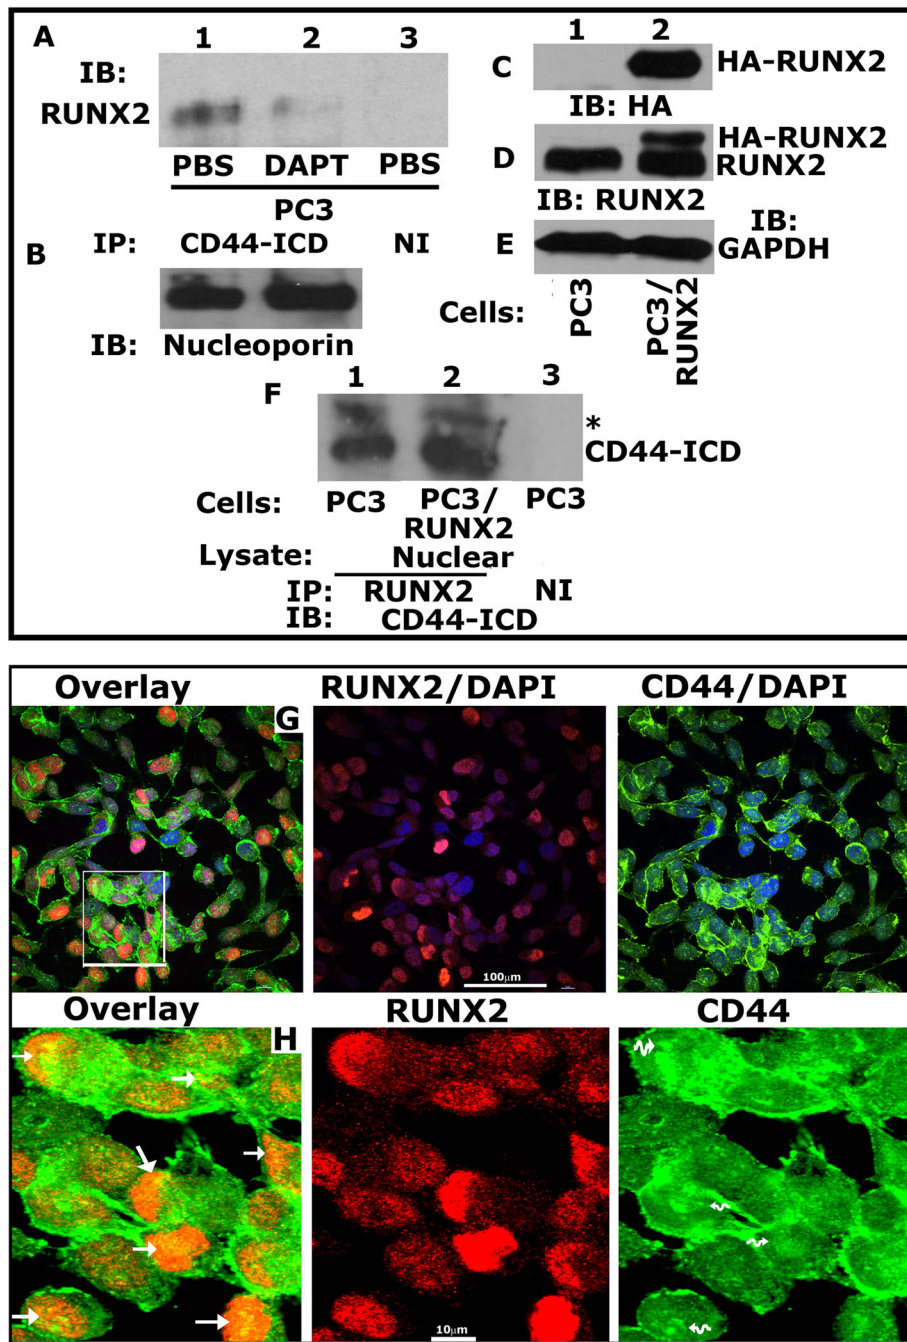 A
1 2 3
IB:
RUNX2
PBS DAPT PBS
PC3
IP: CD44-ICD NI
B
IB: Nucleoporin
1 2
C
HA-RUNX2
IB: HA
D
HA-RUNX2
RUNX2
IB: RUNX2
E
IB:
GAPDH
Cells: PC3 PC3/
RUNX2
F
1 2 3
*
CD44-ICD
Cells: PC3 PC3/ PC3
RUNX2
Lysate: Nuclear
IP: RUNX2 NI
IB: CD44-ICD
Overlay RUNX2/DAPI CD44/DAPI
G
100µm
Overlay RUNX2 CD44
H
10µm